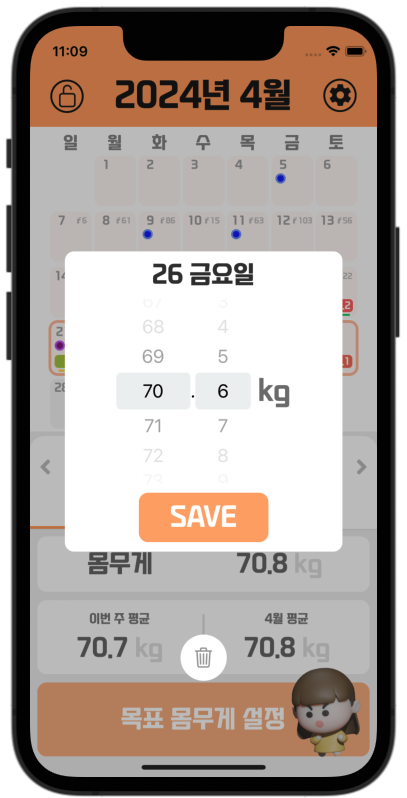 11:09
2024년 4월
일 월 화 수 목 금 토
1 2 3 4 5 6
7 8 61 9 86 10 15 11 63 12 103 13 56
26 금요일
67 3
68 4
69 5
70 . 6 kg
71 7
72 8
73 9
SAVE
몸무게 70.8 kg
이번 주 평균 4월 평균
70.7 kg 70.8 kg
목표 몸무게 설정